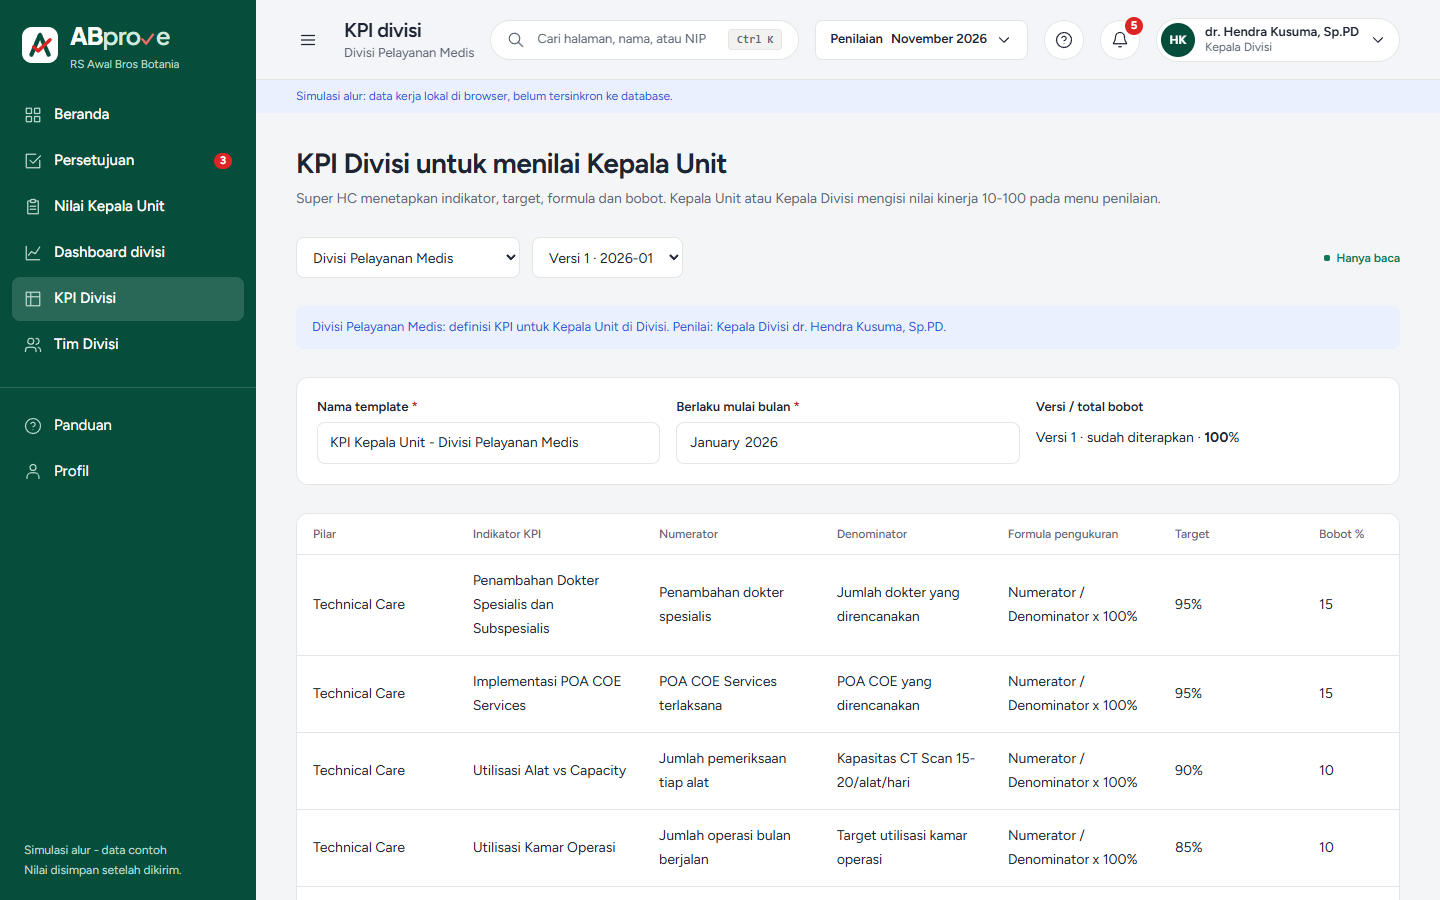 ABprove
RS Awal Bros Botania
Beranda
Persetujuan
3
Nilai Kepala Unit
Dashboard divisi
KPI Divisi
Tim Divisi
Panduan
Profil
Simulasi alur - data contoh
Nilai disimpan setelah dikirim.
KPI divisi
Divisi Pelayanan Medis
Cari halaman, nama, atau NIP
Ctrl K
Penilaian November 2026
5
HK
dr. Hendra Kusuma, Sp.PD
Kepala Divisi
Simulasi alur: data kerja lokal di browser, belum tersinkron ke database.
KPI Divisi untuk menilai Kepala Unit
Super HC menetapkan indikator, target, formula dan bobot. Kepala Unit atau Kepala Divisi mengisi nilai kinerja 10-100 pada menu penilaian.
Divisi Pelayanan Medis
Versi 1 · 2026-01
Hanya baca
Divisi Pelayanan Medis: definisi KPI untuk Kepala Unit di Divisi. Penilai: Kepala Divisi dr. Hendra Kusuma, Sp.PD.
Nama template *
KPI Kepala Unit - Divisi Pelayanan Medis
Berlaku mulai bulan *
January 2026
Versi / total bobot
Versi 1 · sudah diterapkan · 100%
Pilar
Indikator KPI
Numerator
Denominator
Formula pengukuran
Target
Bobot %
Technical Care
Penambahan Dokter
Spesialis dan
Subspesialis
Penambahan dokter
spesialis
Jumlah dokter yang
direncanakan
Numerator /
Denominator x 100%
95%
15
Technical Care
Implementasi POA COE
Services
POA COE Services
terlaksana
POA COE yang
direncanakan
Numerator /
Denominator x 100%
95%
15
Technical Care
Utilisasi Alat vs Capacity
Jumlah pemeriksaan
tiap alat
Kapasitas CT Scan 15-
20/alat/hari
Numerator /
Denominator x 100%
90%
10
Technical Care
Utilisasi Kamar Operasi
Jumlah operasi bulan
berjalan
Target utilisasi kamar
operasi
Numerator /
Denominator x 100%
85%
10